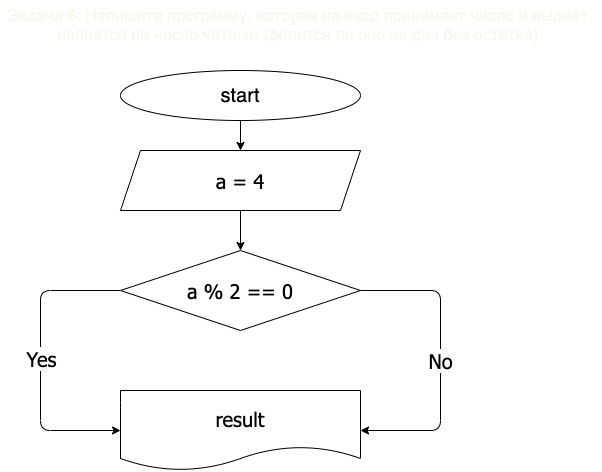 Задача 6: Напишите программу, которая на вход принимает число и выдаёт,
является ли число чётным (делится ли оно на два без остатка).
start
a = 4
a % 2 == 0
Yes
No
result